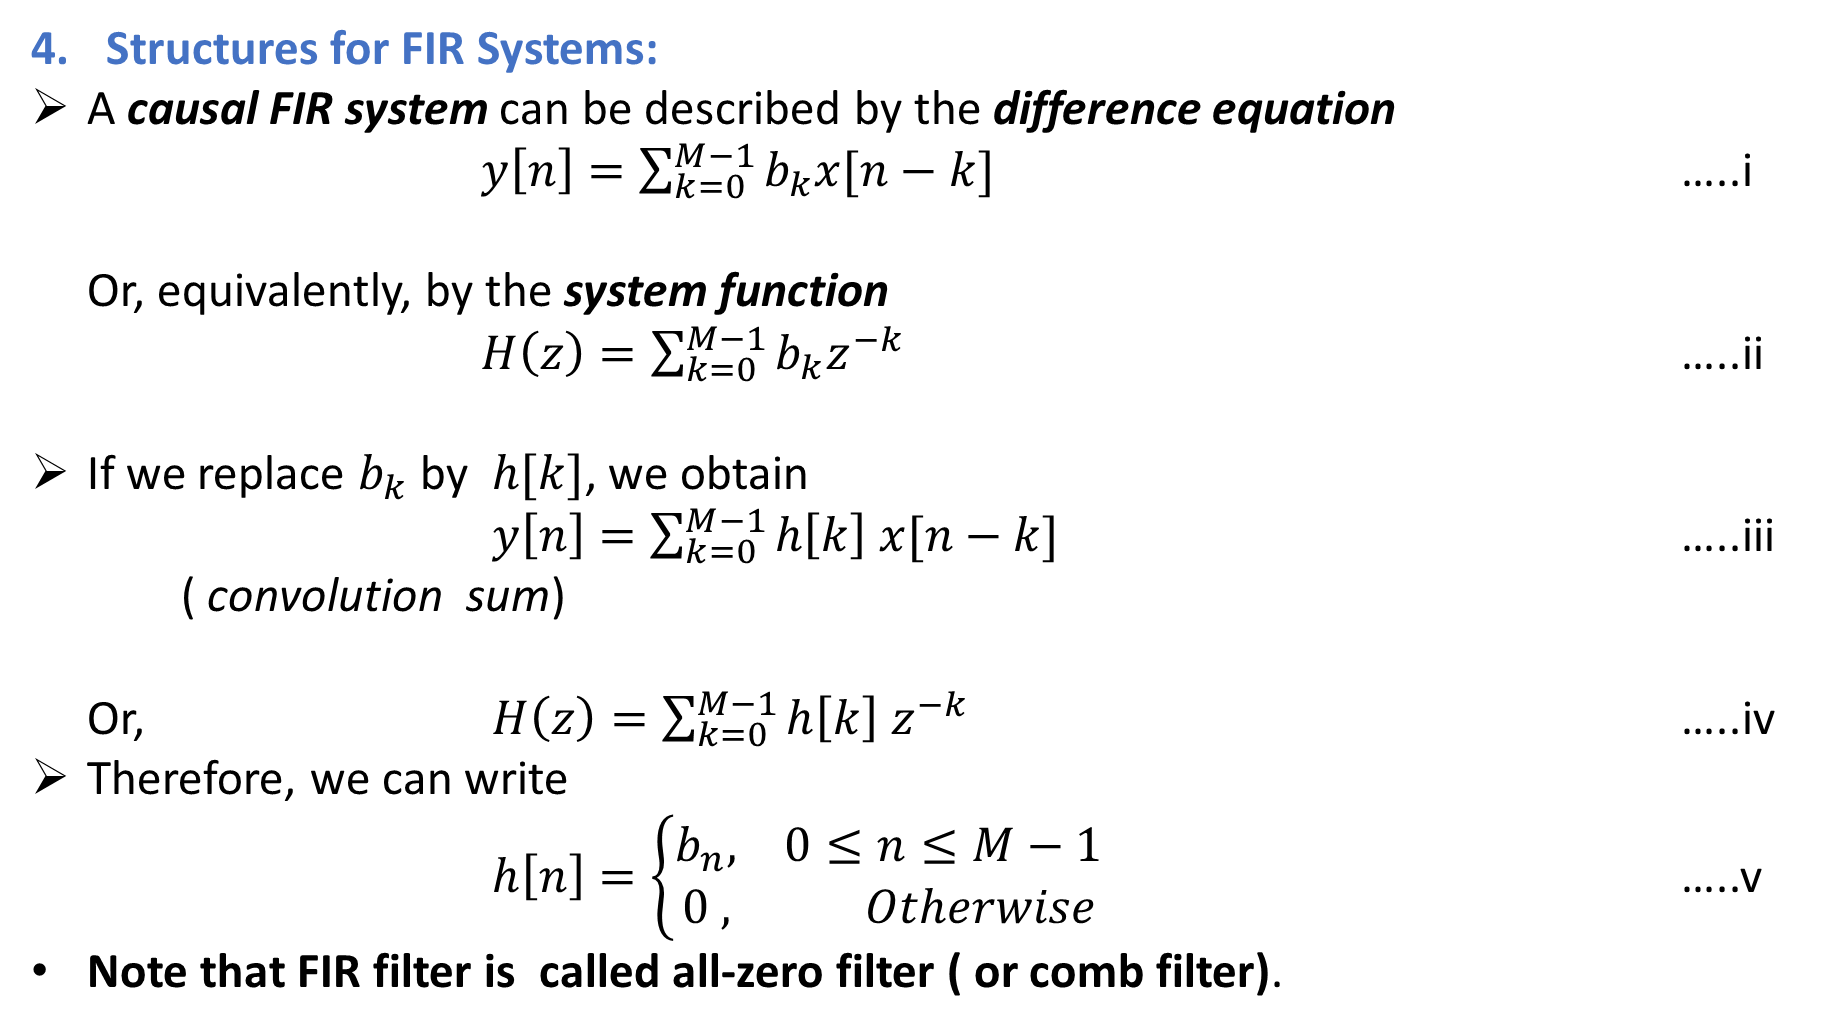 4. Structures for FIR Systems:
➢ A causal FIR system can be described by the difference equation
y[n] = ∑_{k=0}^{M−1} b_k x[n − k] …..i
Or, equivalently, by the system function
H(z) = ∑_{k=0}^{M−1} b_k z^{−k} …..ii
➢ If we replace b_k by h[k], we obtain
y[n] = ∑_{k=0}^{M−1} h[k] x[n − k] …..iii
( convolution sum)
Or, H(z) = ∑_{k=0}^{M−1} h[k] z^{−k} …..iv
➢ Therefore, we can write
h[n] = { b_n, 0 ≤ n ≤ M − 1
0 , Otherwise …..v
• Note that FIR filter is called all-zero filter ( or comb filter).